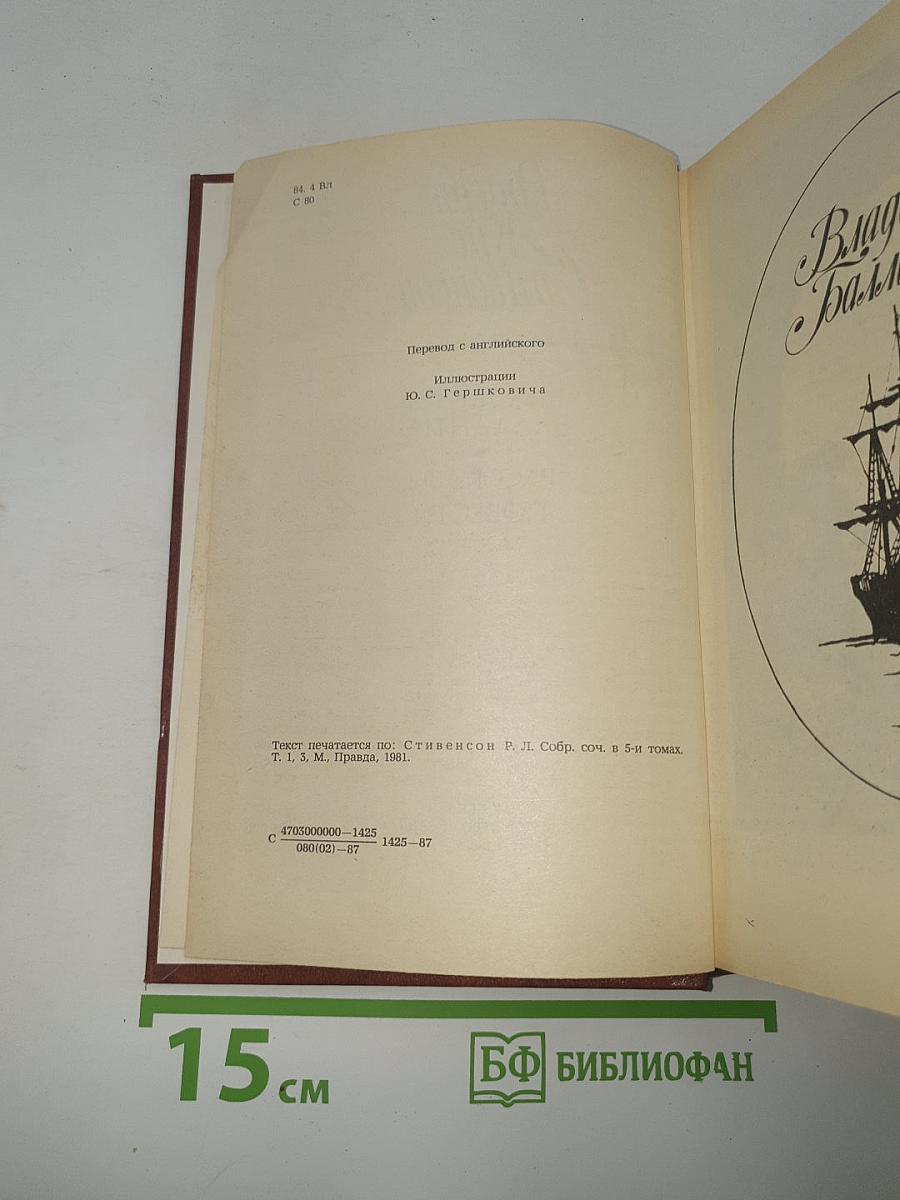 84. 4 Вл
С 80
Перевод с английского
Иллюстрации
Ю. С. Гершковича
Текст печатается по: Стивенсон Р. Л. Собр. соч. в 5-и томах.
Т. 1, 3, М., Правда, 1981.
С 4703000000—1425
080(02)—87
1425—87
15 см
БФ БИБЛИОФАН